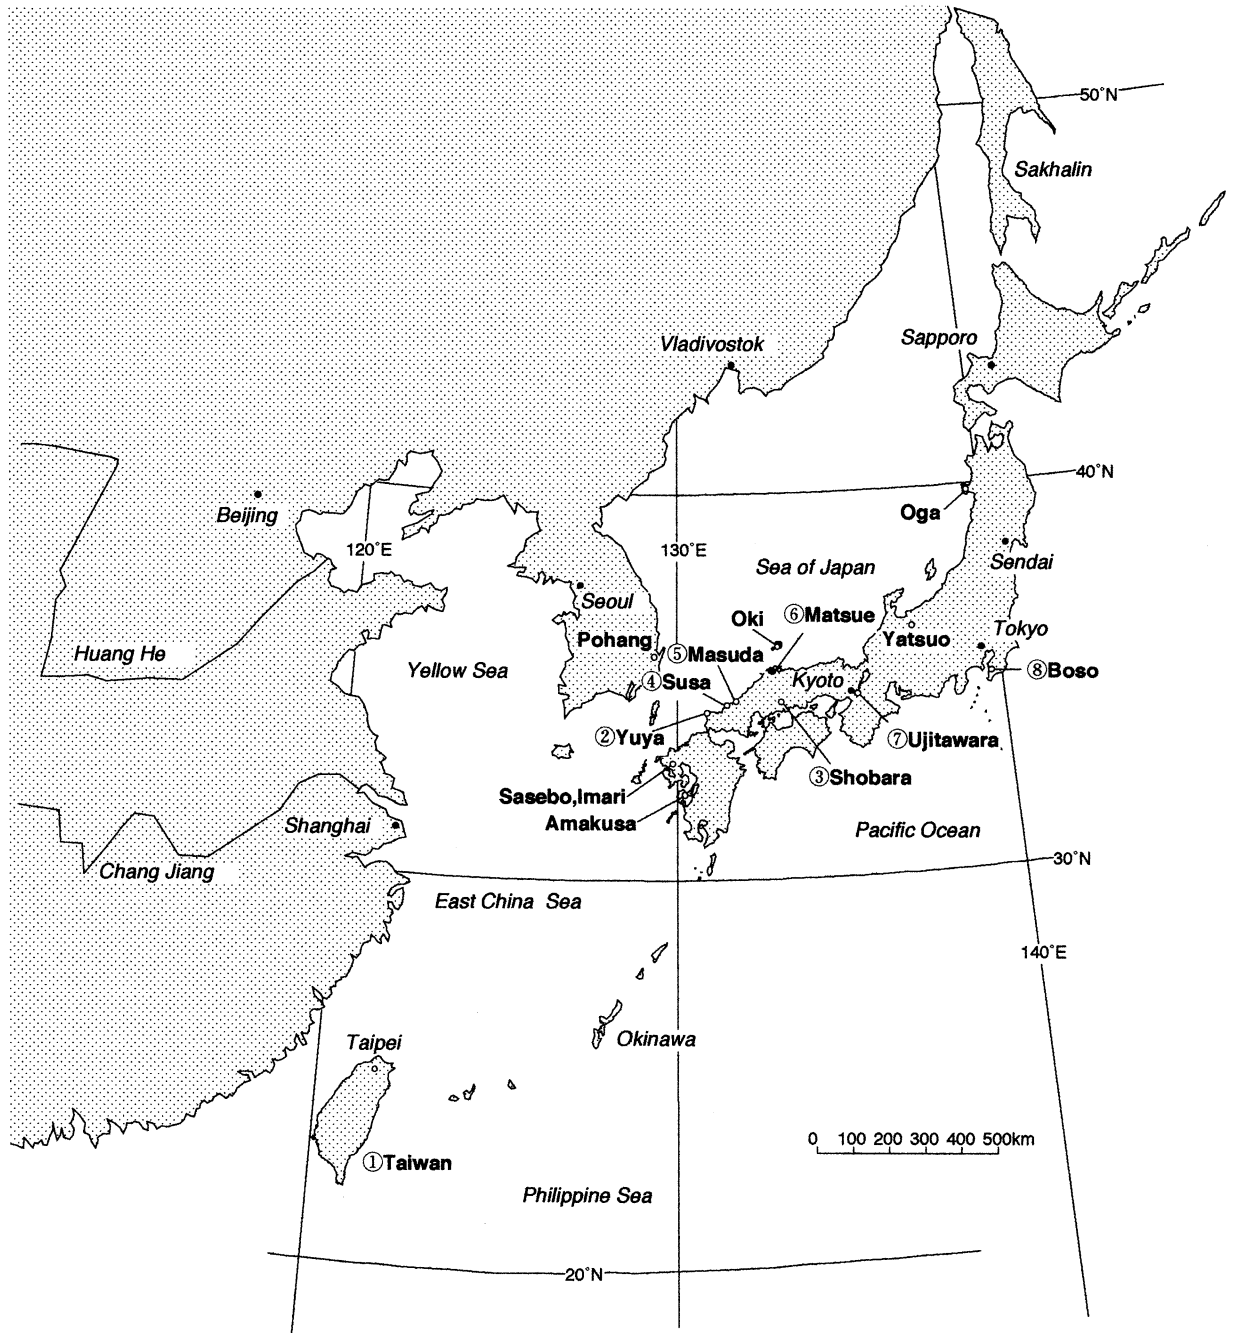 50°N
Sakhalin
Vladivostok
Sapporo
40°N
Beijing
Oga
120°E
130°E
Sea of Japan
Sendai
Seoul
Oki
⑥Matsue
Pohang
Yatsuo
Tokyo
Huang He
Yellow Sea
⑤Masuda
④Susa
Kyoto
⑧Boso
②Yuya
⑦Ujitawara
③Shobara
Sasebo,Imari
Amakusa
Shanghai
Pacific Ocean
Chang Jiang
30°N
East China Sea
140°E
Okinawa
Taipei
0 100 200 300 400 500km
①Taiwan
Philippine Sea
20°N